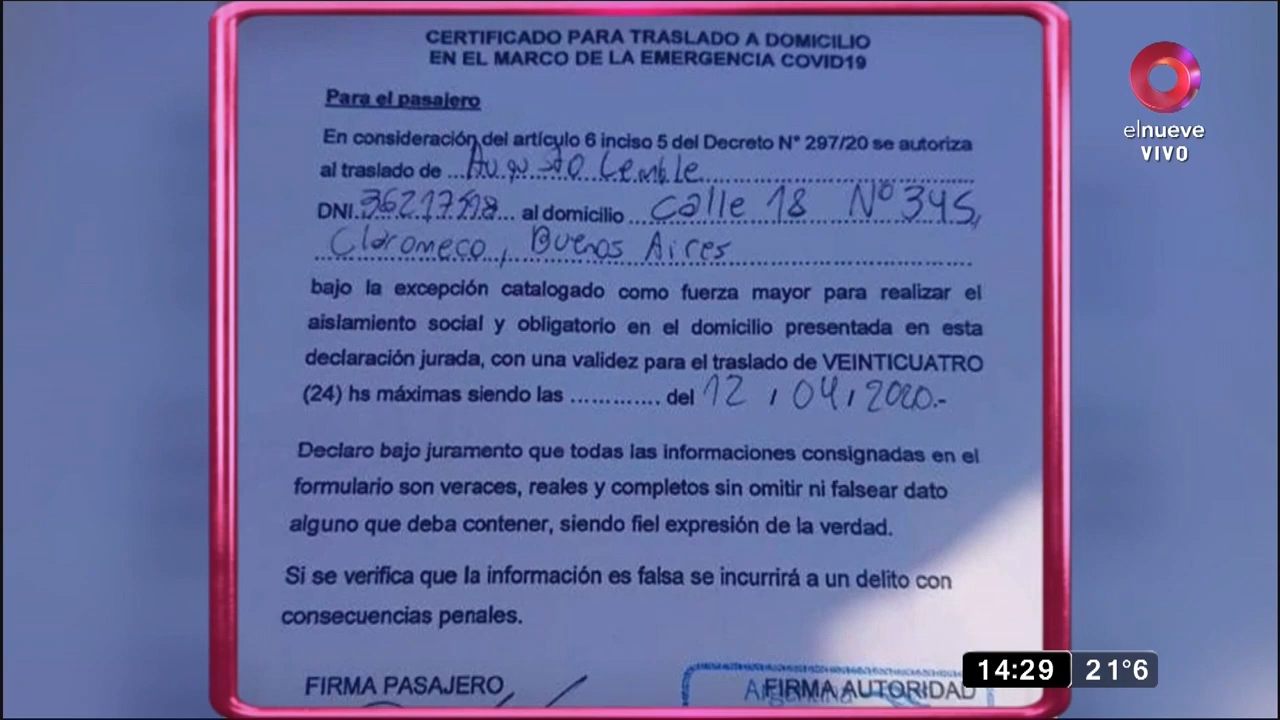 CERTIFICADO PARA TRASLADO A DOMICILIO
EN EL MARCO DE LA EMERGENCIA COVID19
Para el pasajero
En consideración del artículo 6 inciso 5 del Decreto N° 297/20 se autoriza
al traslado de Augusto
DNI 36217598 al domicilio calle 18 Nº 345,
Claromeco, Buenos Aires
bajo la excepción catalogado como fuerza mayor para realizar el
aislamiento social y obligatorio en el domicilio presentada en esta
declaración jurada, con una validez para el traslado de VEINTICUATRO
(24) hs máximas siendo las ............ del 12 / 04 / 2020.-
Declaro bajo juramento que todas las informaciones consignadas en el
formulario son veraces, reales y completos sin omitir ni falsear dato
alguno que deba contener, siendo fiel expresión de la verdad.
Si se verifica que la información es falsa se incurrirá a un delito con
consecuencias penales.
FIRMA PASAJERO
FIRMA AUTORIDAD
elnueve
VIVO
14:29 21°6